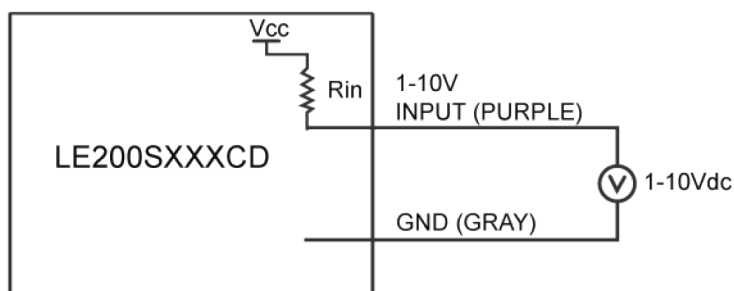 Vcc
Rin
1-10V
INPUT (PURPLE)
LE200SXXXCD
V
1-10Vdc
GND (GRAY)